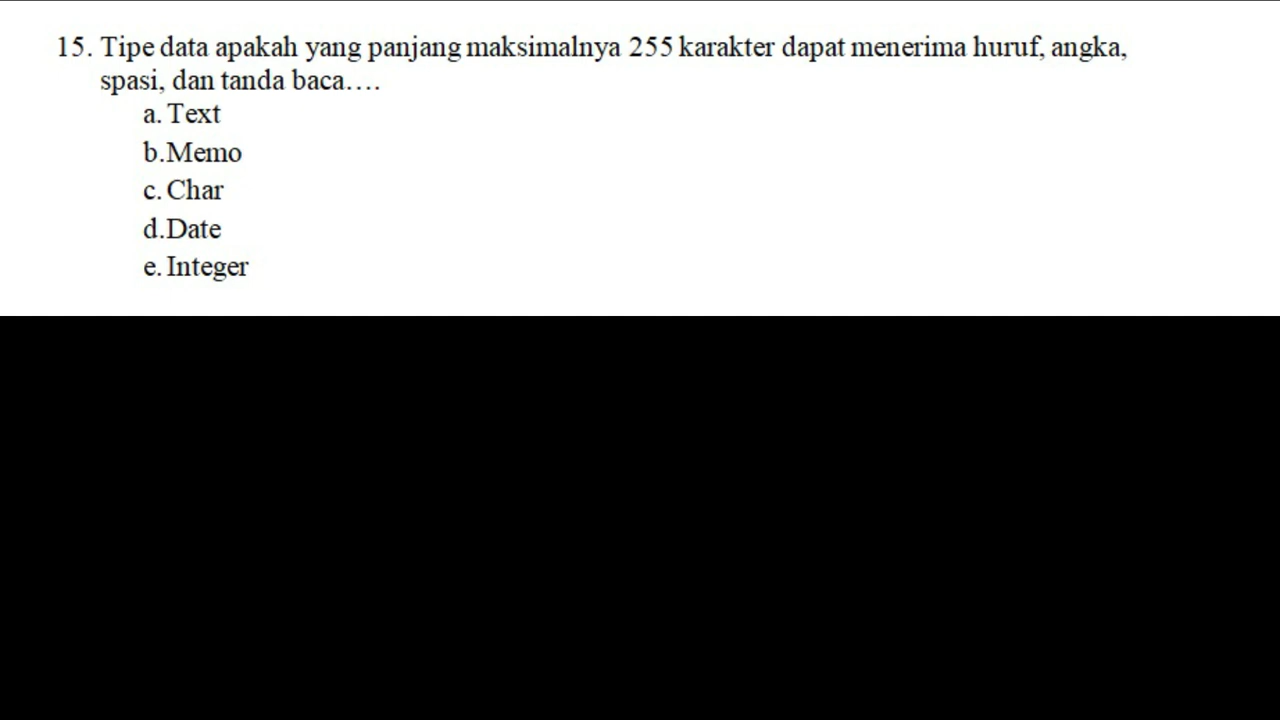 15. Tipe data apakah yang panjang maksimalnya 255 karakter dapat menerima huruf, angka,
spasi, dan tanda baca….
a. Text
b.Memo
c. Char
d.Date
e. Integer